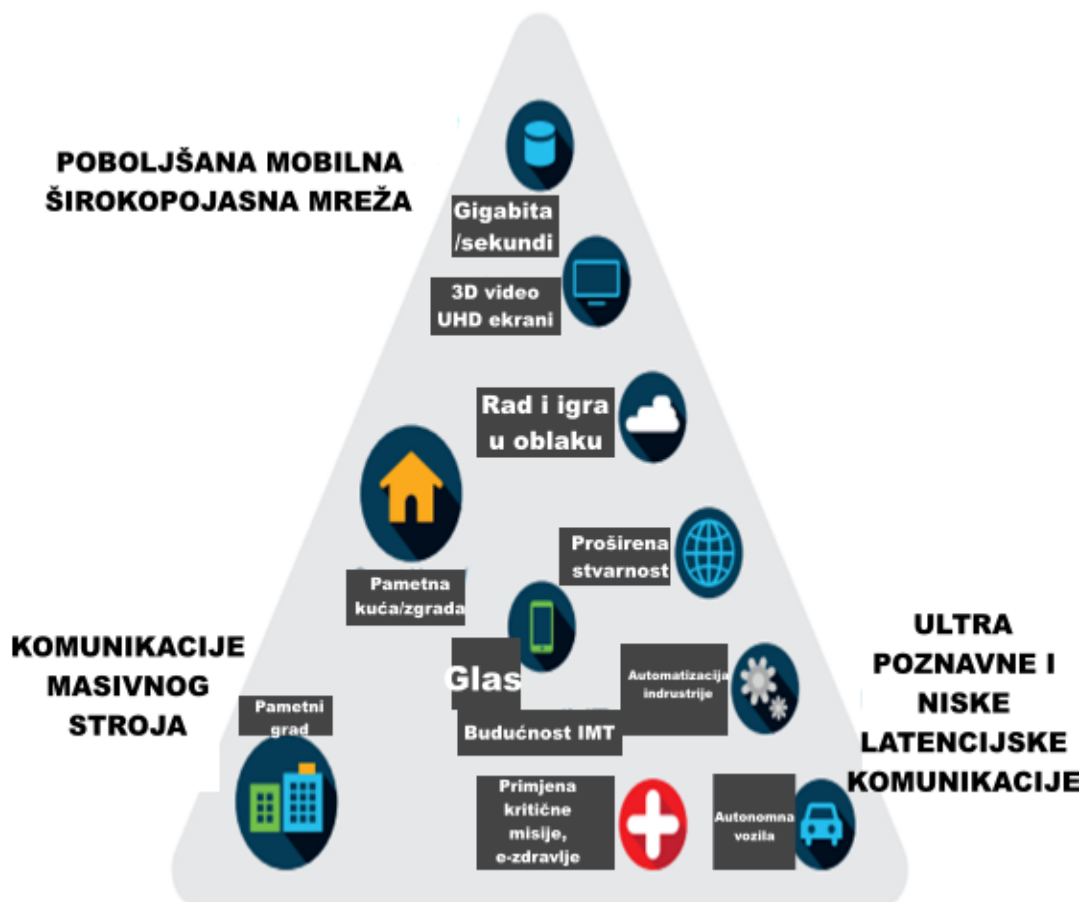 POBOLJŠANA MOBILNA
ŠIROKOPOJASNA MREŽA
Gigabita
/sekundi
3D video
UHD ekrani
Rad i igra
u oblaku
Proširena
stvarnost
Pametna
kuća/zgrada
KOMUNIKACIJE
MASIVNOG
STROJA
Pametni
grad
Glas
Automatizacija
indrustrije
Budućnost IMT
ULTRA
POZNAVNE I
NISKE
LATENCIJSKE
KOMUNIKACIJE
Primjena
kritične
misije,
e-zdravlje
Autonomna
vozila